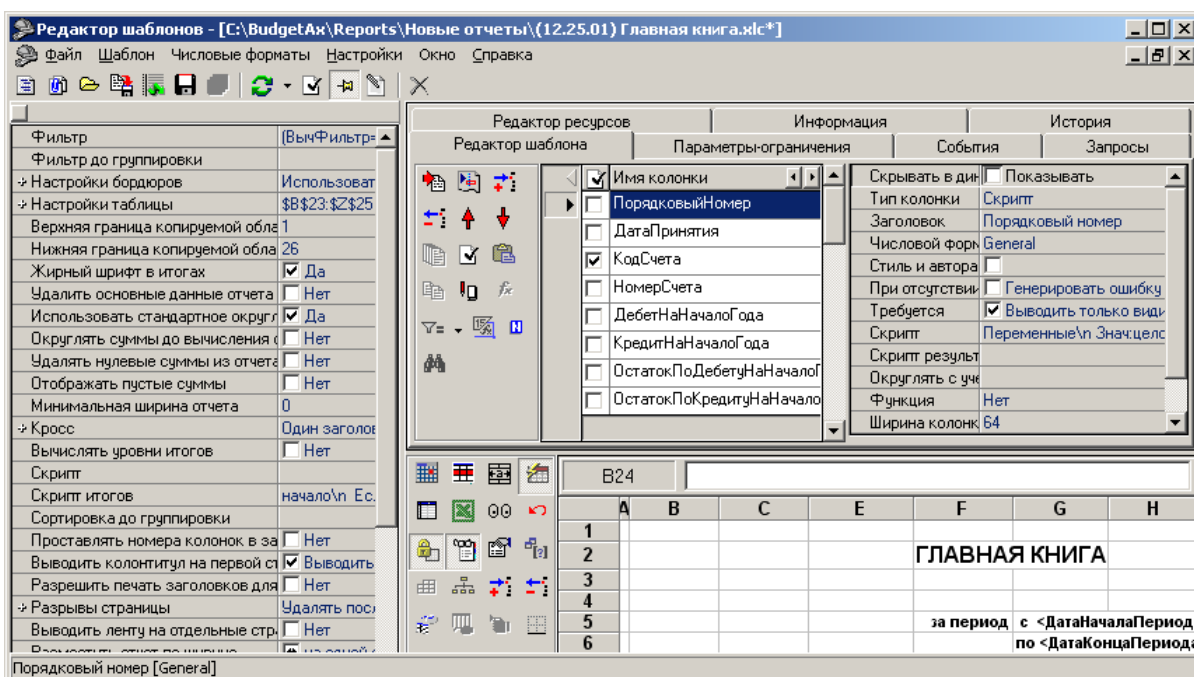 Редактор шаблонов - [C:\BudgetAx\Reports\Новые отчеты\(12.25.01) Главная книга.xlc*]
Файл Шаблон Числовые форматы Настройки Окно Справка
Фильтр (ВычФильтр=
Фильтр до группировки
Настройки бордюров Использоват
Настройки таблицы $B$23:$Z$25
Верхняя граница копируемой обла 1
Нижняя граница копируемой обла 26
Жирный шрифт в итогах Да
Удалить основные данные отчета Нет
Использовать стандартное округл Да
Округлять суммы до вычисления Нет
Удалять нулевые суммы из отчета Нет
Отображать пустые суммы Нет
Минимальная ширина отчета 0
Кросс Один заголов
Вычислять уровни итогов Нет
Скрипт
Скрипт итогов начало\n Ес.
Сортировка до группировки
Проставлять номера колонок в за Нет
Выводить колонтитул на первой ст Выводить
Разрешить печать заголовков для Нет
Разрывы страницы Удалять пос
Выводить ленту на отдельные стр Нет
Редактор ресурсов Информация История
Редактор шаблона Параметры-ограничения События Запросы
Имя колонки
ПорядковыйНомер
ДатаПринятия
КодСчета
НомерСчета
ДебетНаНачалоГода
КредитНаНачалоГода
ОстатокПоДебетуНаНачалоГ
ОстатокПоКредитуНаНачало
Скрывать в дин Показывать
Тип колонки Скрипт
Заголовок Порядковый номер
Числовой форм General
Стиль и автора
При отсутствии Генерировать ошибку
Требуется Выводить только види
Скрипт Переменные\n Знач:цело
Скрипт результ
Округлять с уче
Функция Нет
Ширина колонк 64
B24
A B C E F G H
1
2 ГЛАВНАЯ КНИГА
3
4
5 за период с <ДатаНачалаПериод
6 по <ДатаКонцаПериода
Порядковый номер [General]